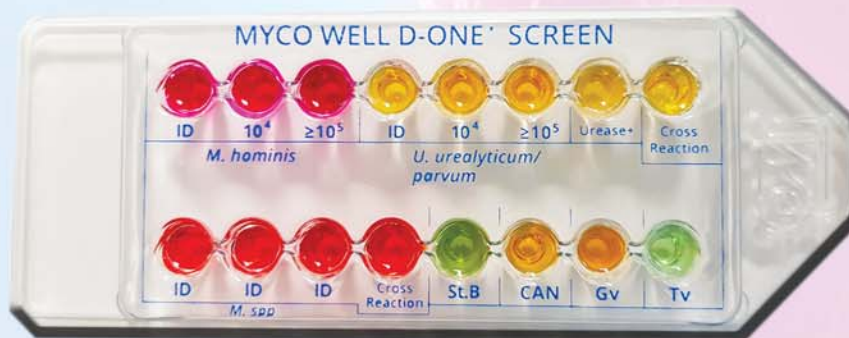 MYCO WELL D-ONE® SCREEN
ID 10⁴ ≥10⁵ ID 10⁴ ≥10⁵ Urease+ Cross Reaction
M. hominis U. urealyticum/ parvum
ID ID ID Cross Reaction St.B CAN Gv Tv
M. spp